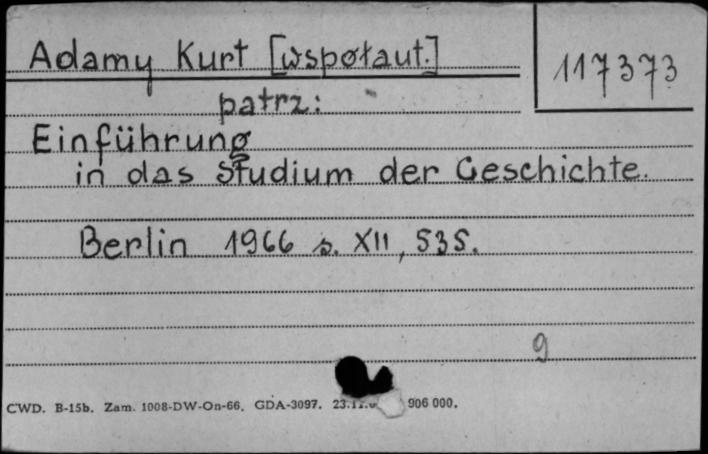 Adamy Kurt [współaut.]
117373
patrz:
Einführung
in das Studium der Geschichte.
Berlin 1966 s. XII, 535.
9
CWD. B-15b. Zam. 1008-DW-On-66. GDA-3097. 906 000.